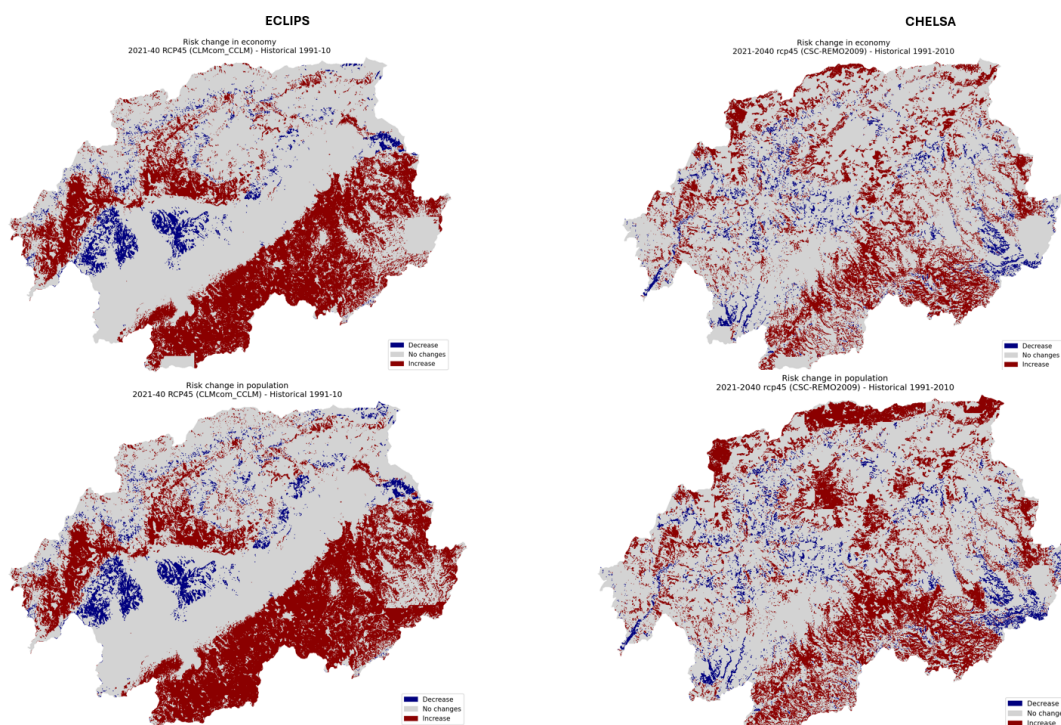 ECLIPS
Risk change in economy
2021-40 RCP45 (CLMcom_CCLM) - Historical 1991-10
Decrease
No changes
Increase
CHELSA
Risk change in economy
2021-2040 rcp45 (CSC-REMO2009) - Historical 1991-2010
Decrease
No changes
Increase
Risk change in population
2021-40 RCP45 (CLMcom_CCLM) - Historical 1991-10
Decrease
No changes
Increase
Risk change in population
2021-2040 rcp45 (CSC-REMO2009) - Historical 1991-2010
Decrease
No change
Increase